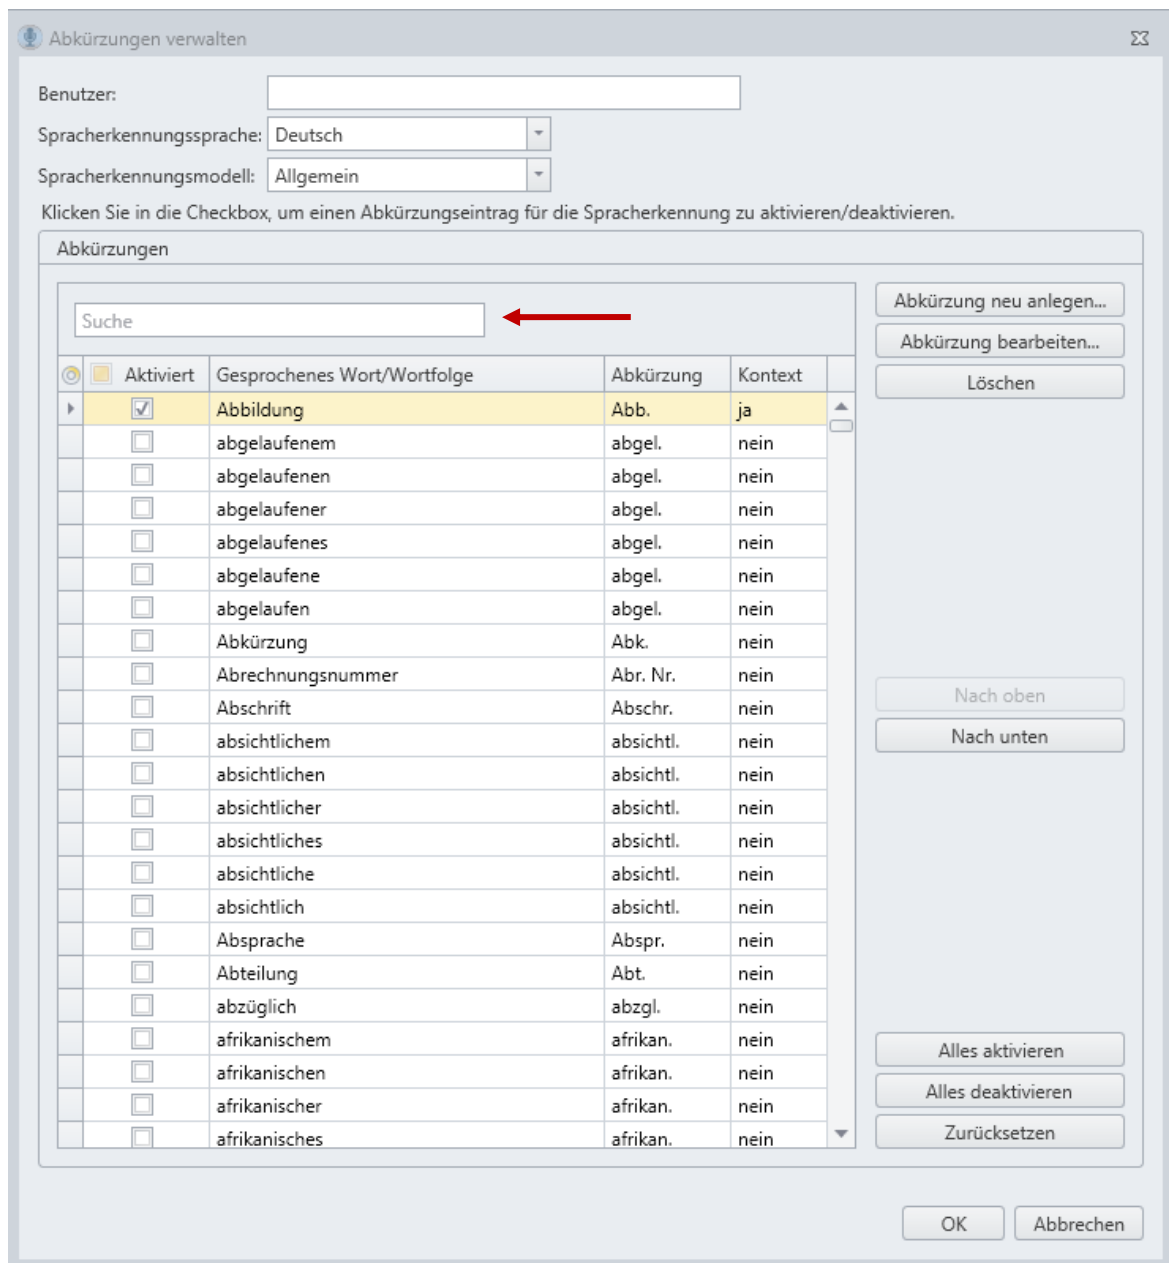 Abkürzungen verwalten
Benutzer:
Spracherkennungssprache: Deutsch
Spracherkennungsmodell: Allgemein
Klicken Sie in die Checkbox, um einen Abkürzungseintrag für die Spracherkennung zu aktivieren/deaktivieren.
Abkürzungen
Suche
Abkürzung neu anlegen...
Abkürzung bearbeiten...
Löschen
Aktiviert Gesprochenes Wort/Wortfolge Abkürzung Kontext
Abbildung Abb. ja
abgelaufenem abgel. nein
abgelaufenen abgel. nein
abgelaufener abgel. nein
abgelaufenes abgel. nein
abgelaufene abgel. nein
abgelaufen abgel. nein
Abkürzung Abk. nein
Abrechnungsnummer Abr. Nr. nein
Abschrift Abschr. nein
absichtlichem absichtl. nein
absichtlichen absichtl. nein
absichtlicher absichtl. nein
absichtliches absichtl. nein
absichtliche absichtl. nein
absichtlich absichtl. nein
Absprache Abspr. nein
Abteilung Abt. nein
abzüglich abzgl. nein
afrikanischem afrikan. nein
afrikanischen afrikan. nein
afrikanischer afrikan. nein
afrikanisches afrikan. nein
Nach oben
Nach unten
Alles aktivieren
Alles deaktivieren
Zurücksetzen
OK Abbrechen